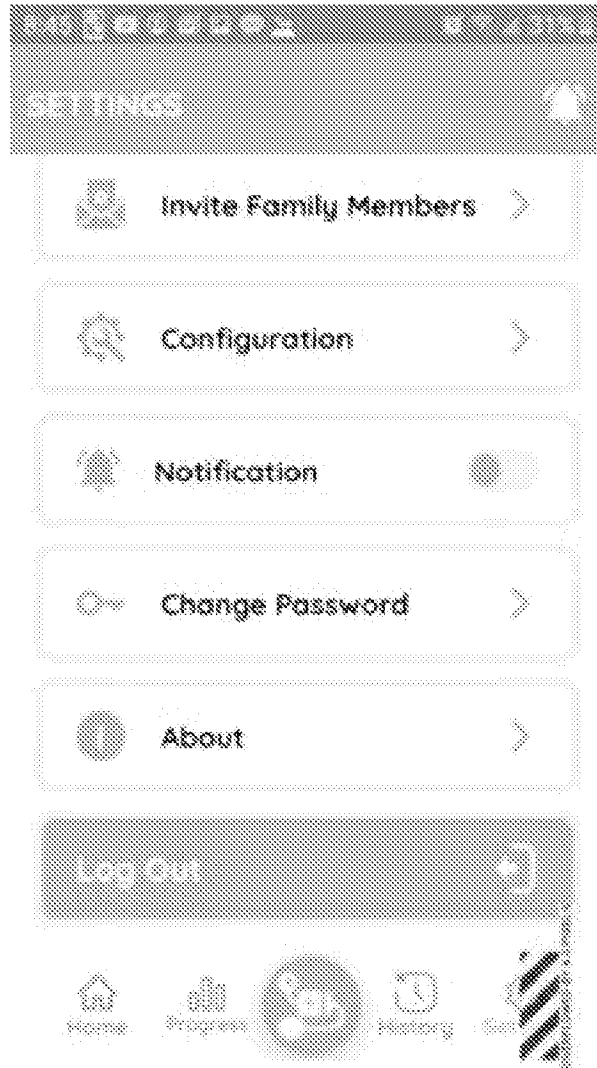 SETTINGS
Invite Family Members
Configuration
Notification
Change Password
About
Log Out
Home Progress History